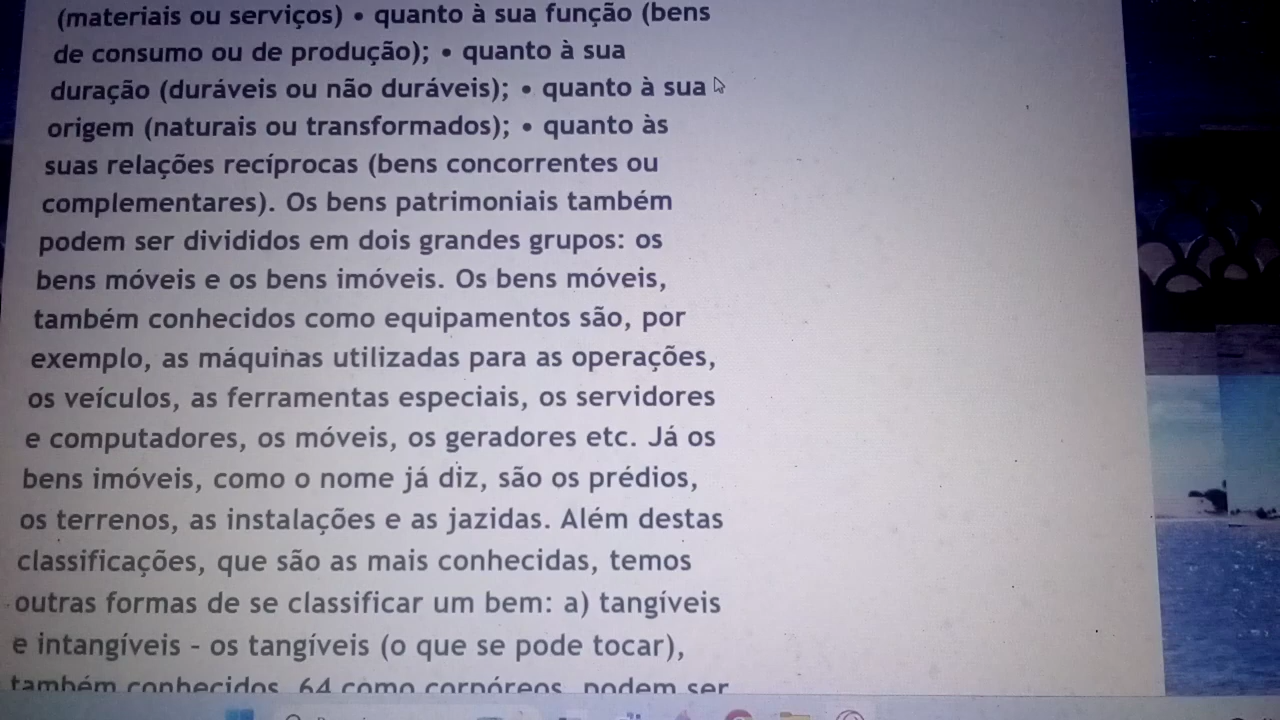 (materiais ou serviços) • quanto à sua função (bens
de consumo ou de produção); • quanto à sua
duração (duráveis ou não duráveis); • quanto à sua
origem (naturais ou transformados); • quanto às
suas relações recíprocas (bens concorrentes ou
complementares). Os bens patrimoniais também
podem ser divididos em dois grandes grupos: os
bens móveis e os bens imóveis. Os bens móveis,
também conhecidos como equipamentos são, por
exemplo, as máquinas utilizadas para as operações,
os veículos, as ferramentas especiais, os servidores
e computadores, os móveis, os geradores etc. Já os
bens imóveis, como o nome já diz, são os prédios,
os terrenos, as instalações e as jazidas. Além destas
classificações, que são as mais conhecidas, temos
outras formas de se classificar um bem: a) tangíveis
e intangíveis - os tangíveis (o que se pode tocar),
também conhecidos, 64 como corpóreos, podem ser